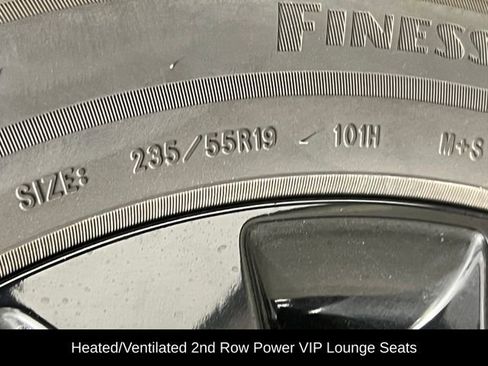 FINESS
SIZE: 235/55R19 101H M+S
Heated/Ventilated 2nd Row Power VIP Lounge Seats